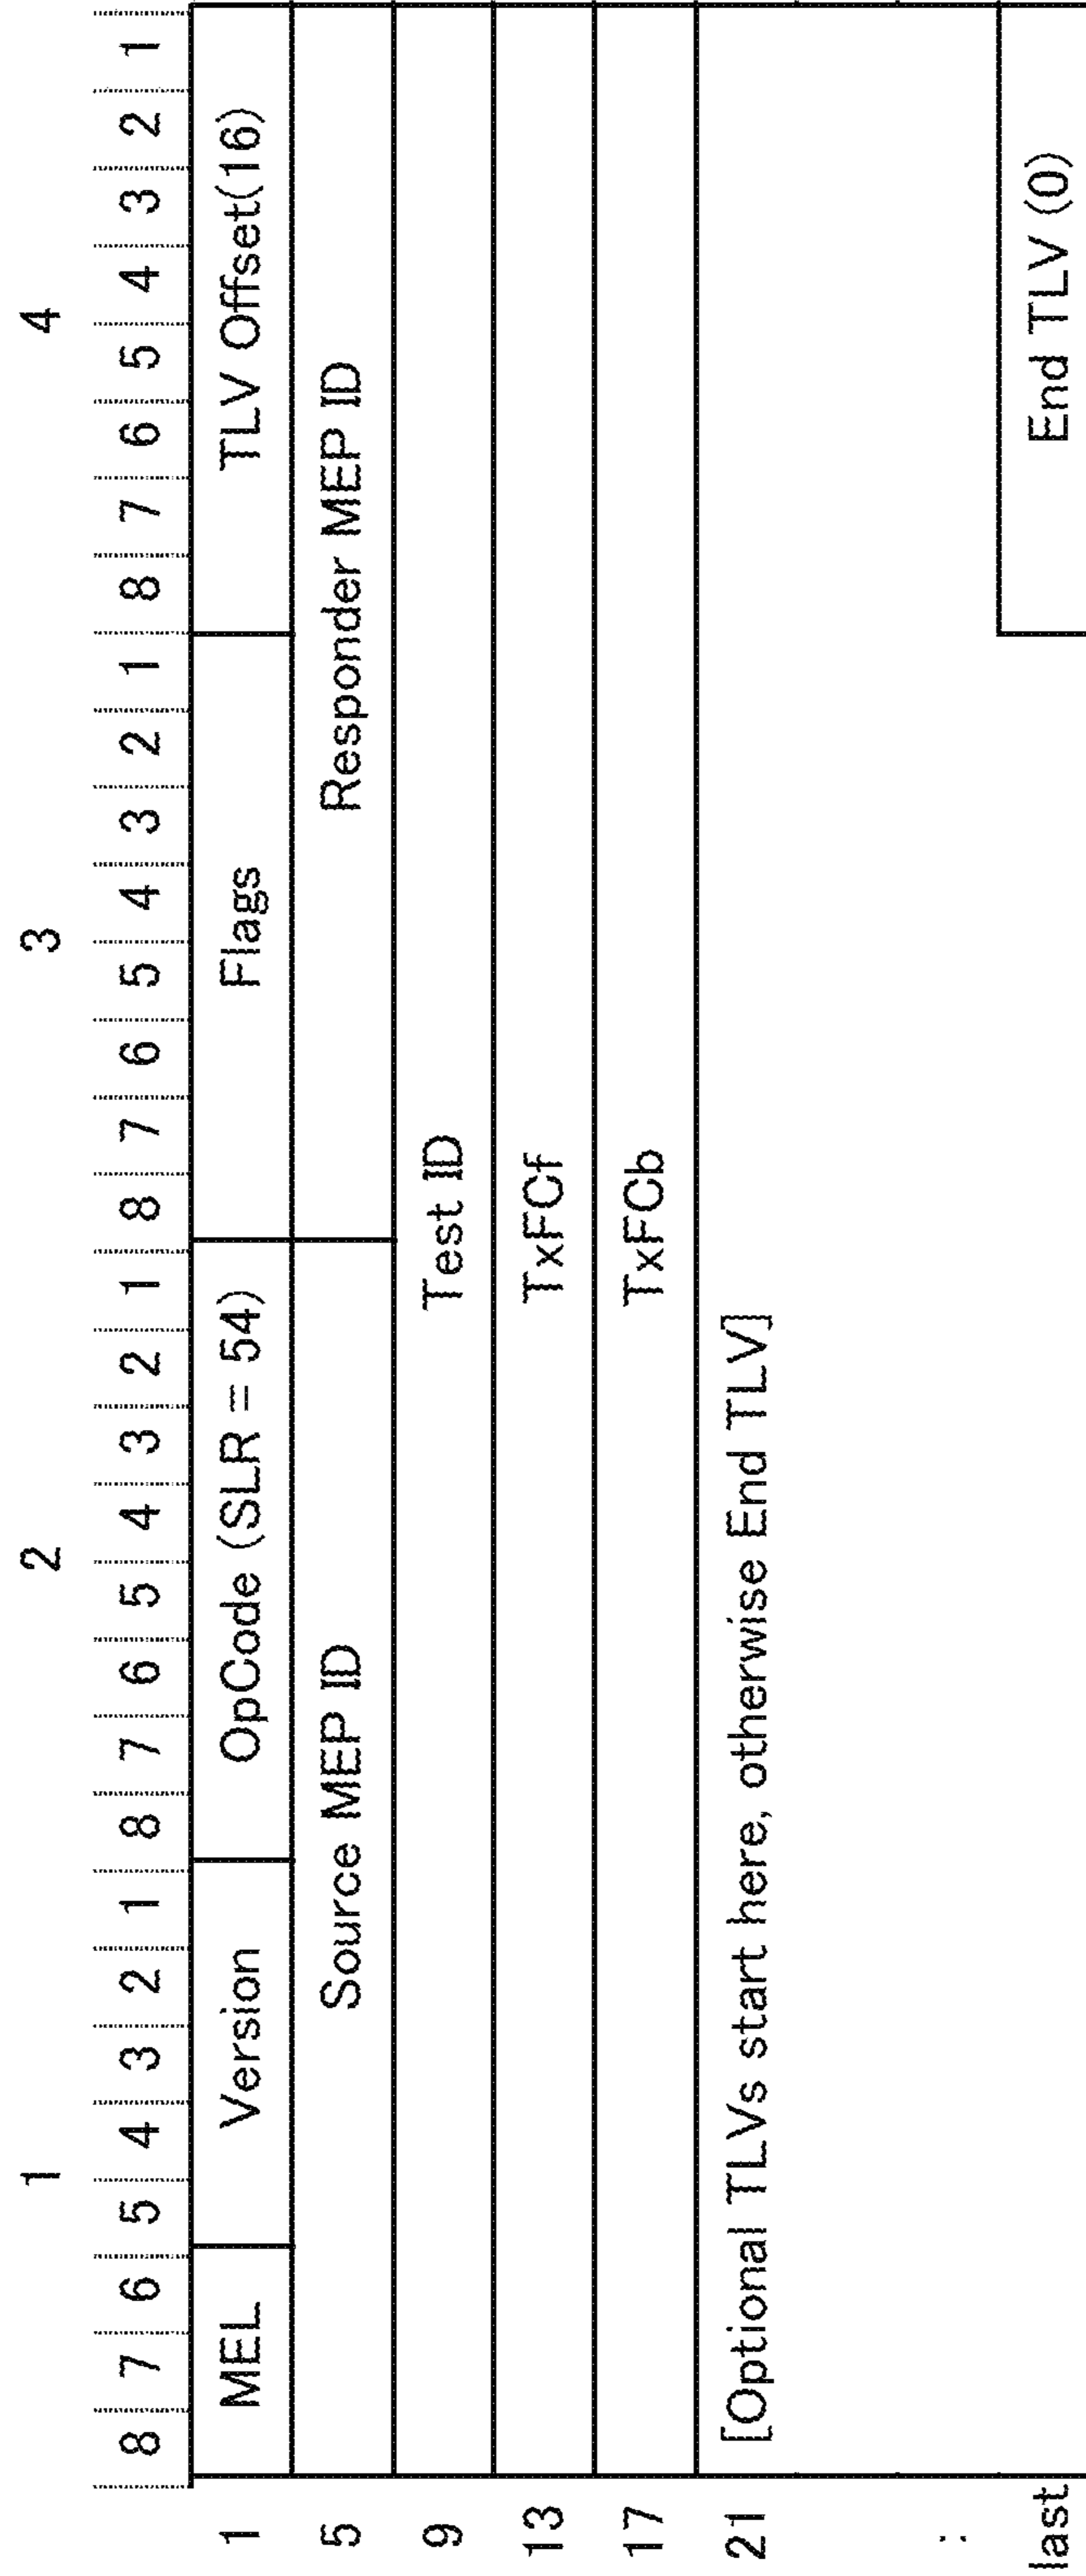 1 2 3 4
8 7 6 5 4 3 2 1 8 7 6 5 4 3 2 1 8 7 6 5 4 3 2 1 8 7 6 5 4 3 2 1
1 MEL Version OpCode (SLR = 54) Flags TLV Offset(16)
5 Source MEP ID Responder MEP ID
9 Test ID
13 TxFCf
17 TxFCb
21 [Optional TLVs start here, otherwise End TLV]
:
last End TLV (0)